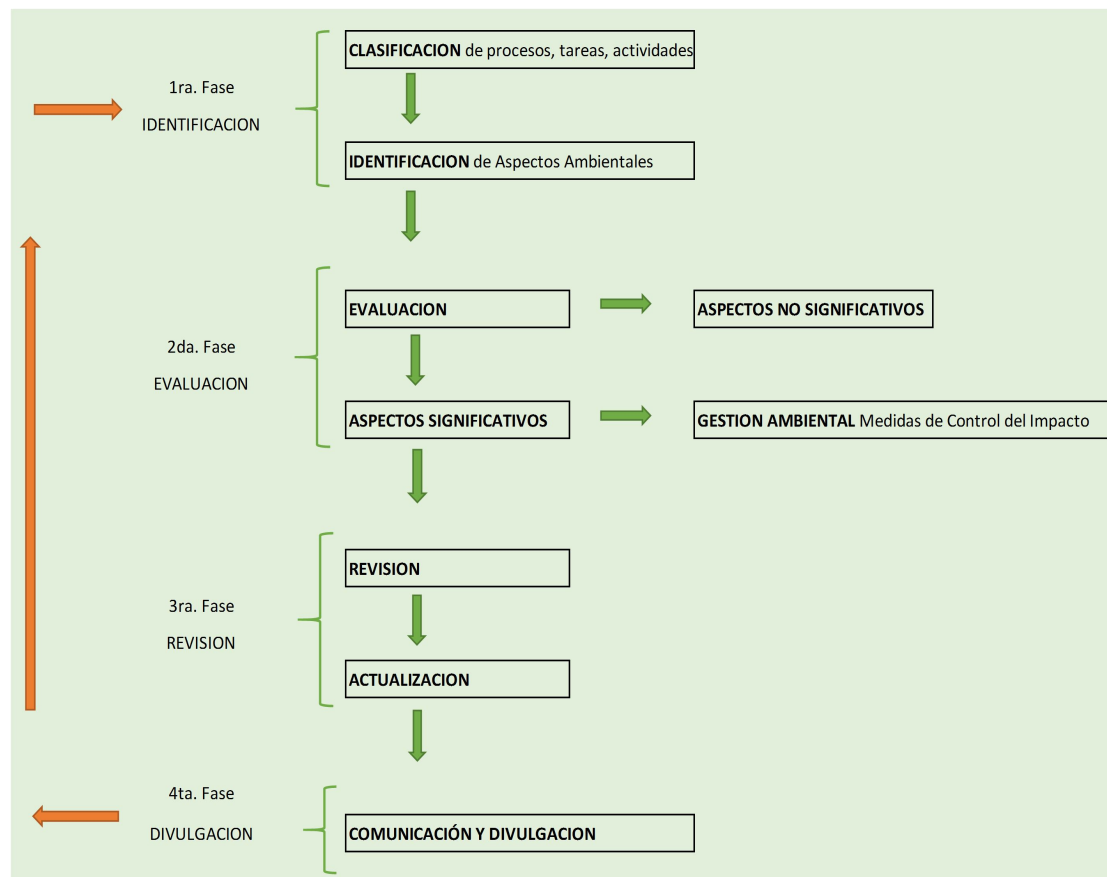 CLASIFICACION de procesos, tareas, actividades
1ra. Fase
IDENTIFICACION
IDENTIFICACION de Aspectos Ambientales
EVALUACION
ASPECTOS NO SIGNIFICATIVOS
2da. Fase
EVALUACION
ASPECTOS SIGNIFICATIVOS
GESTION AMBIENTAL Medidas de Control del Impacto
REVISION
3ra. Fase
REVISION
ACTUALIZACION
4ta. Fase
DIVULGACION
COMUNICACIÓN Y DIVULGACION